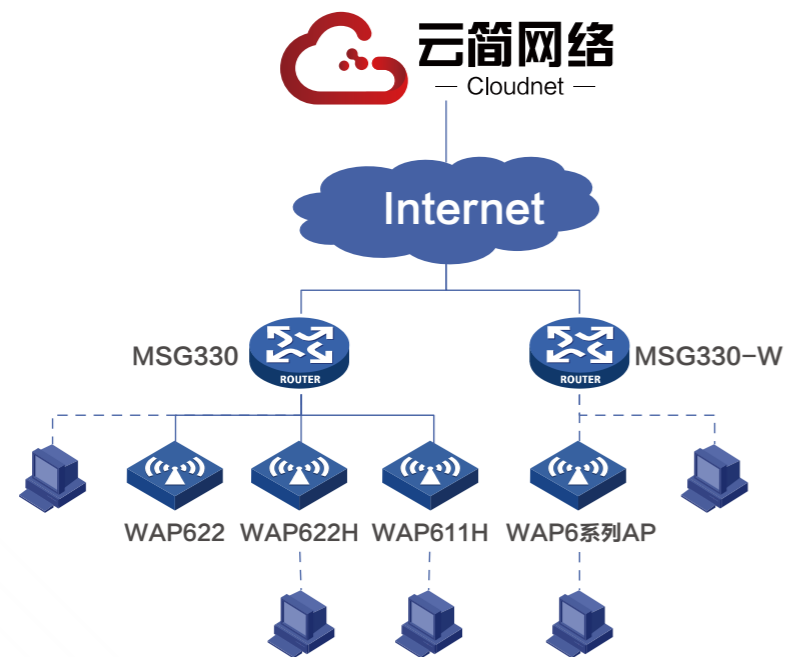 云简网络
— Cloudnet —
Internet
MSG330
ROUTER
ROUTER
MSG330-W
WAP622
WAP622H
WAP611H
WAP6系列AP